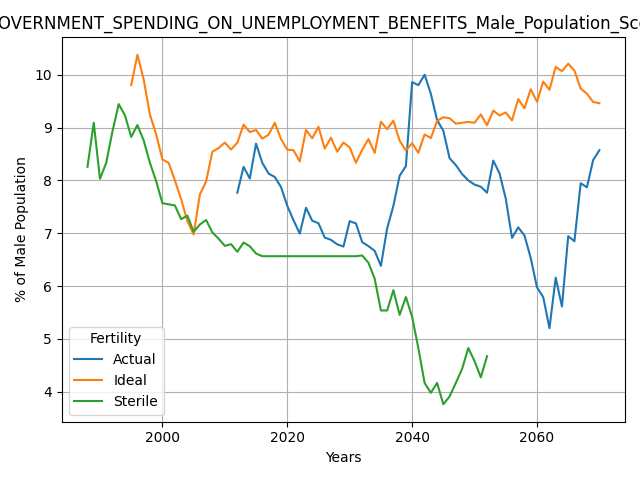 OVERNMENT_SPENDING_ON_UNEMPLOYMENT_BENEFITS_Male_Population_Sc
% of Male Population
10
9
8
7
6
5
4
Fertility
Actual
Ideal
Sterile
2000 2020 2040 2060
Years